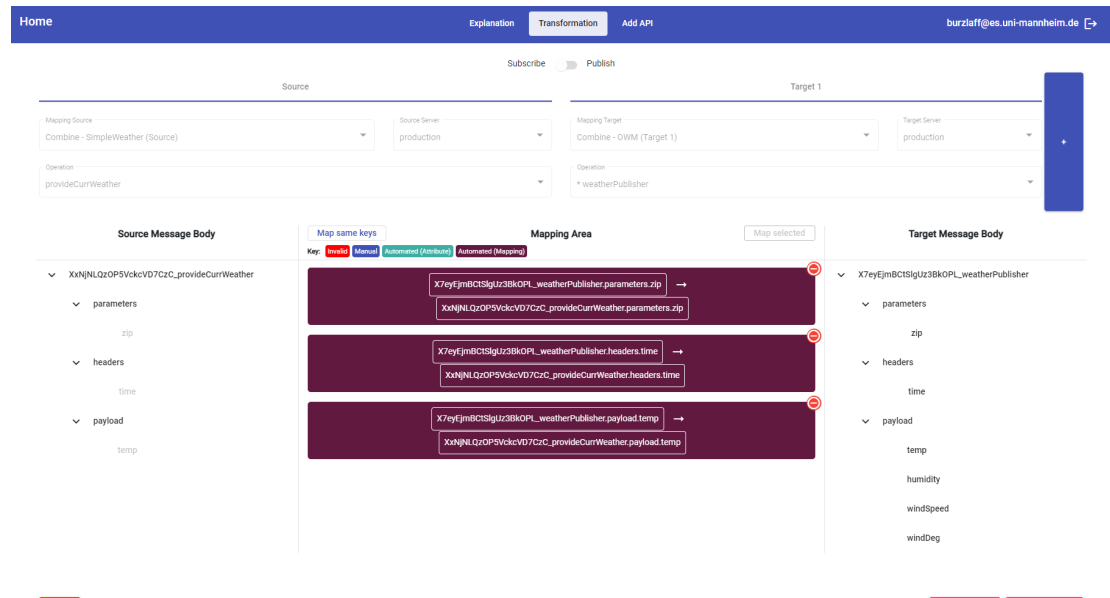 Home
Explanation Transformation Add API
burzlaff@es.uni-mannheim.de
Subscribe Publish
Source
Target 1
Mapping Source
Combine - SimpleWeather (Source)
Source Server
production
Mapping Target
Combine - OWM (Target 1)
Target Server
production
+
Operation
provideCurrWeather
Operation
* weatherPublisher
Source Message Body
Map same keys
Mapping Area
Map selected
Target Message Body
Key: Invalid Manual Automated (Attribute) Automated (Mapping)
XxNjNLQzOP5VckcVD7CzC_provideCurrWeather
parameters
zip
headers
time
payload
temp
X7eyEjmBCtSlgUz3BkOPL_weatherPublisher.parameters.zip →
XxNjNLQzOP5VckcVD7CzC_provideCurrWeather.parameters.zip
X7eyEjmBCtSlgUz3BkOPL_weatherPublisher.headers.time →
XxNjNLQzOP5VckcVD7CzC_provideCurrWeather.headers.time
X7eyEjmBCtSlgUz3BkOPL_weatherPublisher.payload.temp →
XxNjNLQzOP5VckcVD7CzC_provideCurrWeather.payload.temp
X7eyEjmBCtSlgUz3BkOPL_weatherPublisher
parameters
zip
headers
time
payload
temp
humidity
windSpeed
windDeg